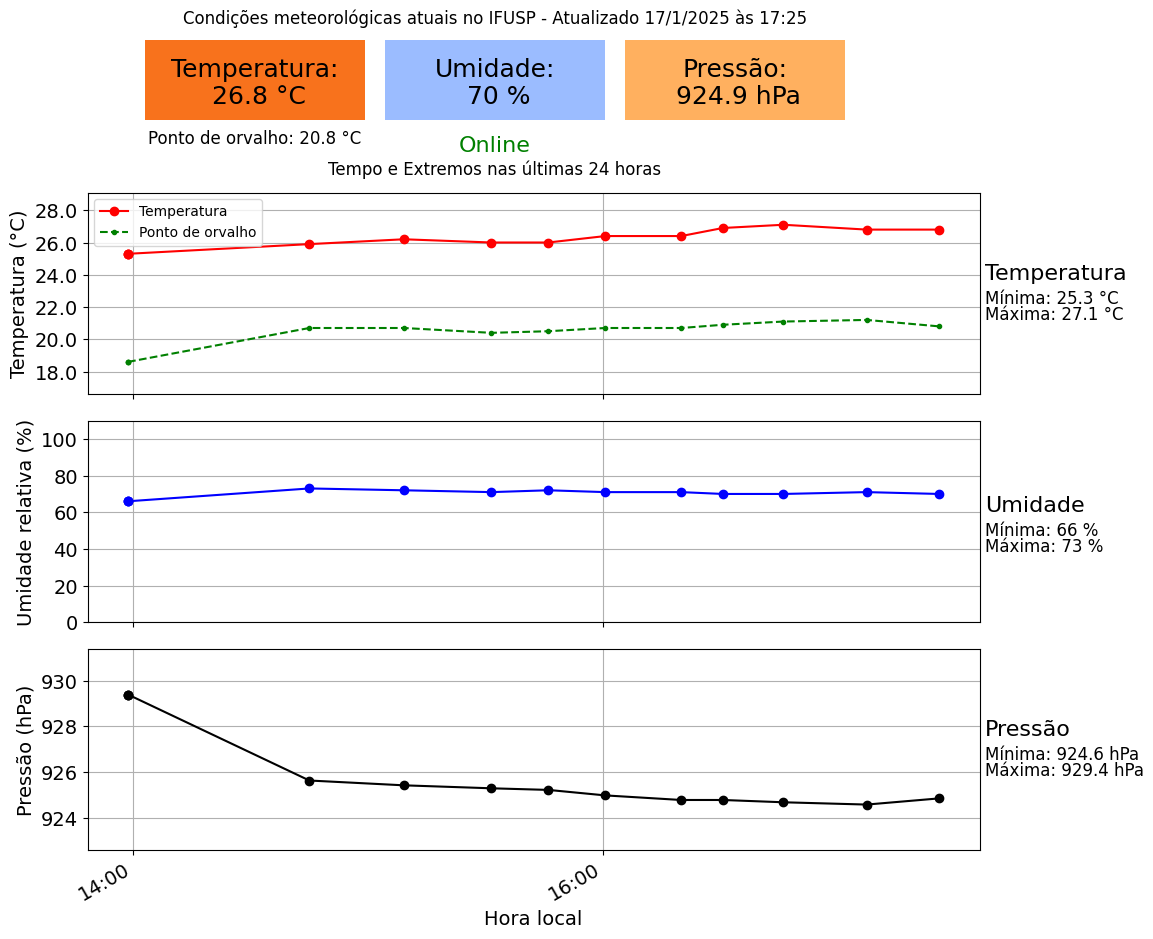 Condições meteorológicas atuais no IFUSP - Atualizado 17/1/2025 às 17:25
Temperatura:
26.8 °C
Umidade:
70 %
Pressão:
924.9 hPa
Ponto de orvalho: 20.8 °C
Online
Tempo e Extremos nas últimas 24 horas
Temperatura (°C)
28.0
26.0
24.0
22.0
20.0
18.0
Temperatura
Ponto de orvalho
Temperatura
Mínima: 25.3 °C
Máxima: 27.1 °C
Umidade relativa (%)
100
80
60
40
20
0
Umidade
Mínima: 66 %
Máxima: 73 %
Pressão (hPa)
930
928
926
924
Pressão
Mínima: 924.6 hPa
Máxima: 929.4 hPa
14:00
16:00
Hora local